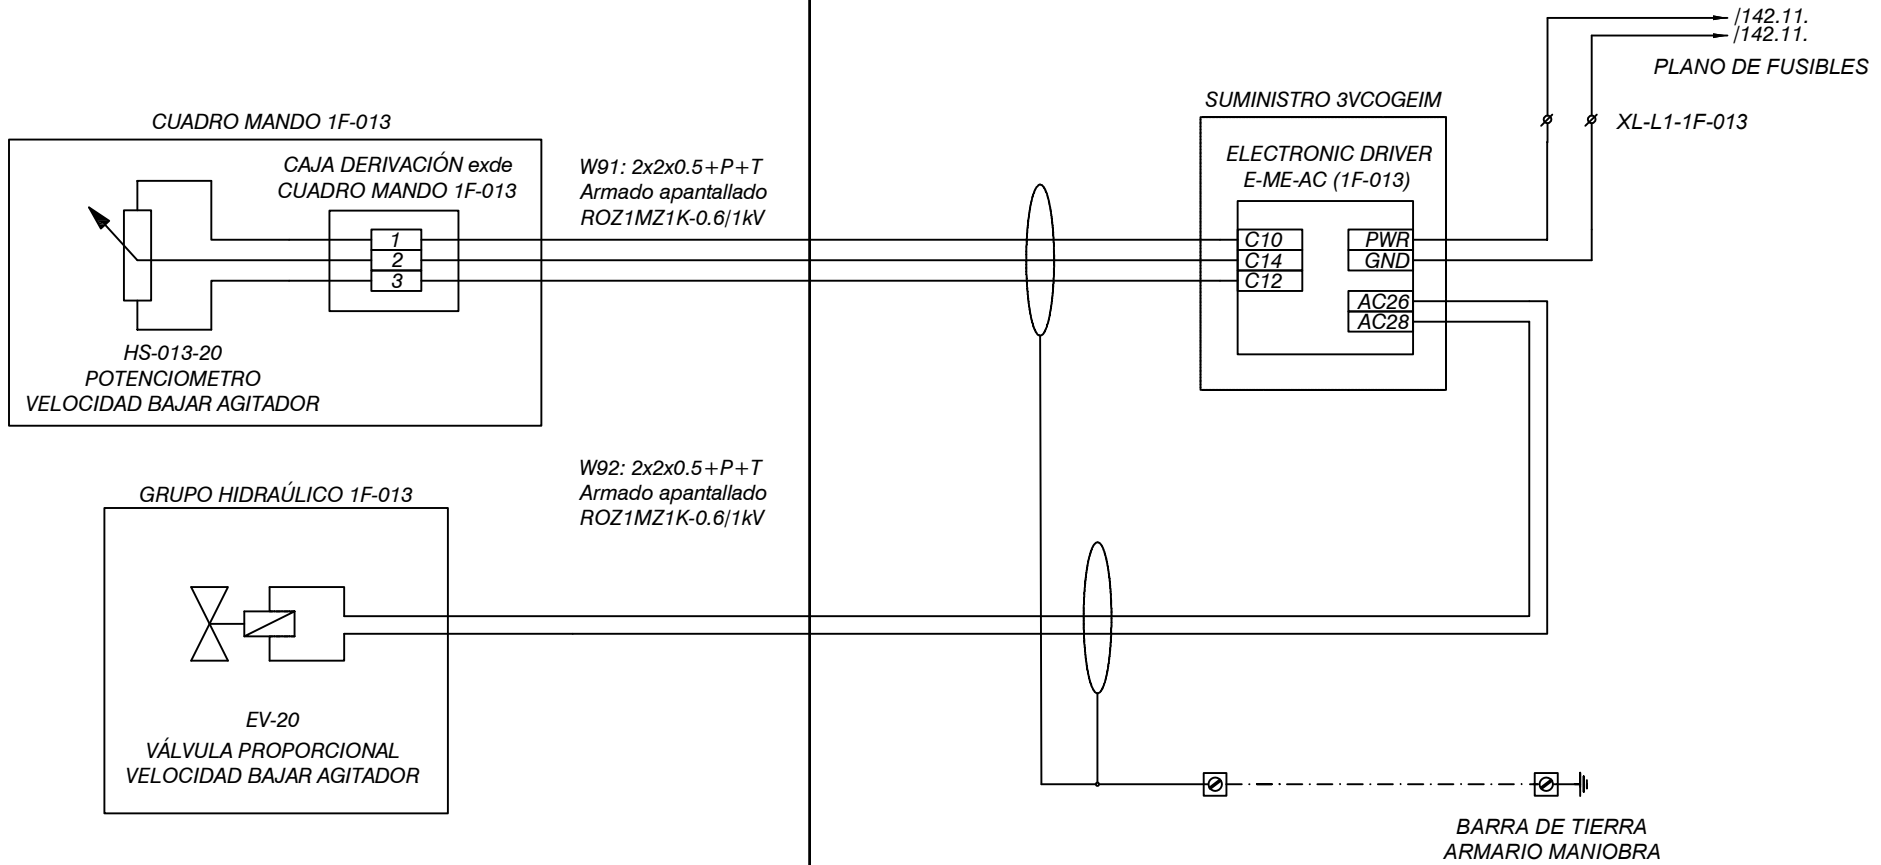 /142.11.
/142.11.
PLANO DE FUSIBLES
XL-L1-1F-013
SUMINISTRO 3VCOGEIM
ELECTRONIC DRIVER
E-ME-AC (1F-013)
C10
C14
C12
PWR
GND
AC26
AC28
CUADRO MANDO 1F-013
CAJA DERIVACIÓN exde
CUADRO MANDO 1F-013
1
2
3
HS-013-20
POTENCIOMETRO
VELOCIDAD BAJAR AGITADOR
W91: 2x2x0.5+P+T
Armado apantallado
ROZ1MZ1K-0.6/1kV
W92: 2x2x0.5+P+T
Armado apantallado
ROZ1MZ1K-0.6/1kV
GRUPO HIDRAÚLICO 1F-013
EV-20
VÁLVULA PROPORCIONAL
VELOCIDAD BAJAR AGITADOR
BARRA DE TIERRA
ARMARIO MANIOBRA